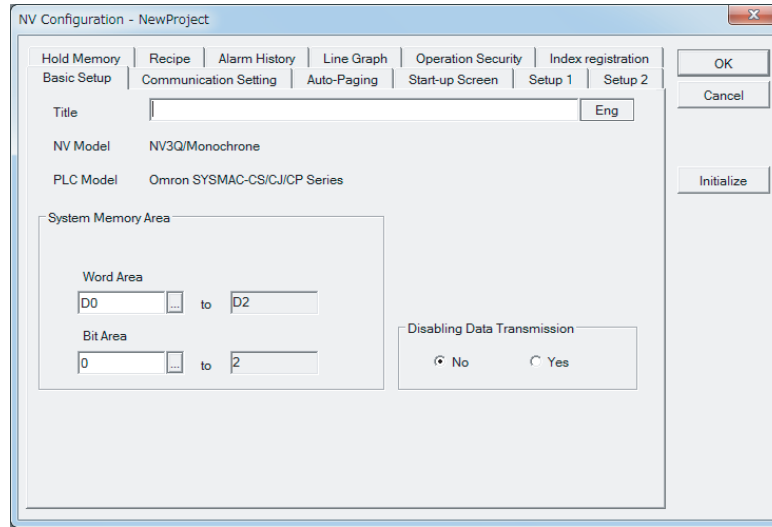 NV Configuration - NewProject
Hold Memory Recipe Alarm History Line Graph Operation Security Index registration
Basic Setup Communication Setting Auto-Paging Start-up Screen Setup 1 Setup 2
OK
Cancel
Initialize
Title Eng
NV Model NV3Q/Monochrone
PLC Model Omron SYSMAC-CS/CJ/CP Series
System Memory Area
Word Area
D0 ... to D2
Bit Area
0 ... to 2
Disabling Data Transmission
No Yes